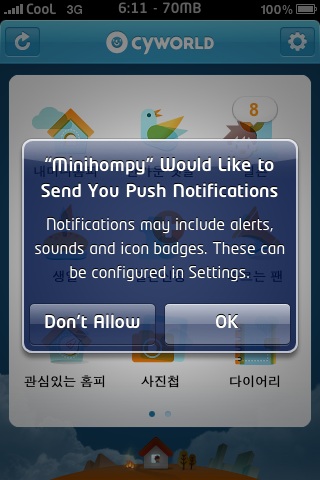 CooL 3G 6:11 - 70MB 100%
CYWORLD
8
"Minihompy" Would Like to
Send You Push Notifications
Notifications may include alerts,
sounds and icon badges. These can
be configured in Settings.
Don't Allow OK
관심있는 홈피 사진첩 다이어리